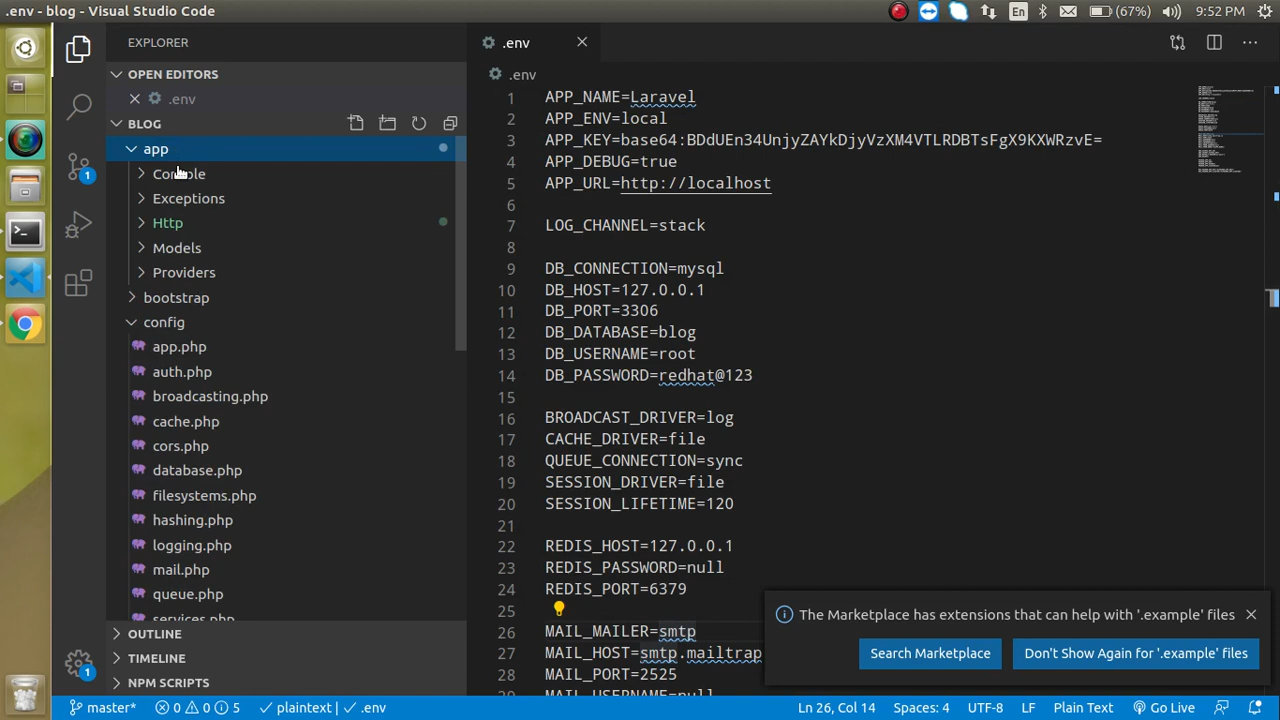 .env - blog - Visual Studio Code
En
(67%)
9:52 PM
EXPLORER
OPEN EDITORS
.env
BLOG
app
Console
Exceptions
Http
Models
Providers
bootstrap
config
app.php
auth.php
broadcasting.php
cache.php
cors.php
database.php
filesystems.php
hashing.php
logging.php
mail.php
queue.php
services.php
OUTLINE
TIMELINE
NPM SCRIPTS
1
1
.env
.env
1 APP_NAME=Laravel
2 APP_ENV=local
3 APP_KEY=base64:BDdUEn34UnjyZAYkDjyVzXM4VTLRDBTsFgX9KXWRzvE=
4 APP_DEBUG=true
5 APP_URL=http://localhost
6
7 LOG_CHANNEL=stack
8
9 DB_CONNECTION=mysql
10 DB_HOST=127.0.0.1
11 DB_PORT=3306
12 DB_DATABASE=blog
13 DB_USERNAME=root
14 DB_PASSWORD=redhat@123
15
16 BROADCAST_DRIVER=log
17 CACHE_DRIVER=file
18 QUEUE_CONNECTION=sync
19 SESSION_DRIVER=file
20 SESSION_LIFETIME=120
21
22 REDIS_HOST=127.0.0.1
23 REDIS_PASSWORD=null
24 REDIS_PORT=6379
25
26 MAIL_MAILER=smtp
27 MAIL_HOST=smtp.mailtrap
28 MAIL_PORT=2525
29 MAIL_USERNAME=null
The Marketplace has extensions that can help with '.example' files
Search Marketplace
Don't Show Again for '.example' files
master*
0 0 5
plaintext | .env
Ln 26, Col 14
Spaces: 4
UTF-8
LF
Plain Text
Go Live